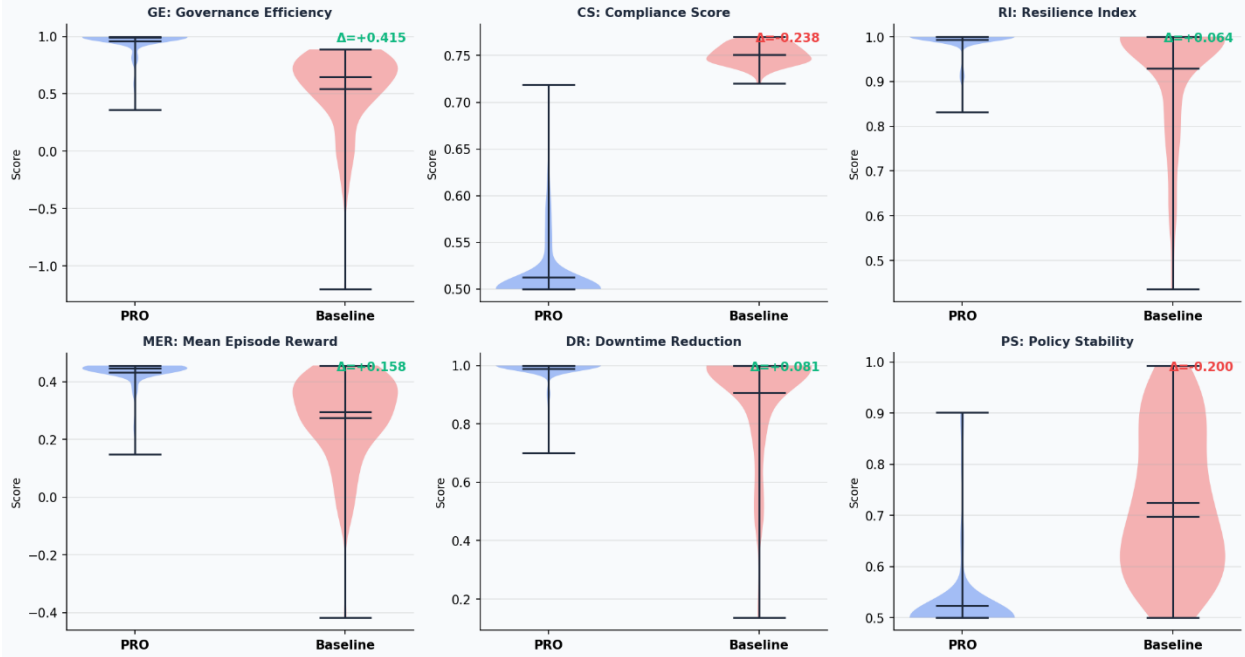 GE: Governance Efficiency
Δ=+0.415
Score
1.0
0.5
0.0
−0.5
−1.0
PRO
Baseline
CS: Compliance Score
Δ=-0.238
Score
0.75
0.70
0.65
0.60
0.55
0.50
PRO
Baseline
RI: Resilience Index
Δ=+0.064
Score
1.0
0.9
0.8
0.7
0.6
0.5
PRO
Baseline
MER: Mean Episode Reward
Δ=+0.158
Score
0.4
0.2
0.0
−0.2
−0.4
PRO
Baseline
DR: Downtime Reduction
Δ=+0.081
Score
1.0
0.8
0.6
0.4
0.2
PRO
Baseline
PS: Policy Stability
Δ=-0.200
Score
1.0
0.9
0.8
0.7
0.6
0.5
PRO
Baseline